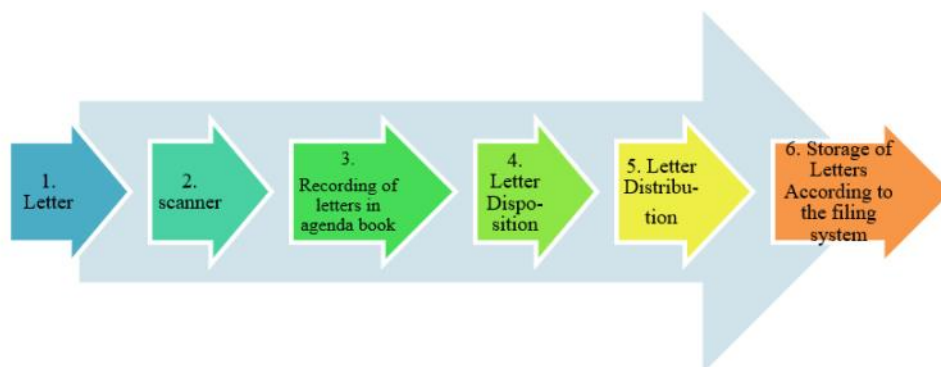 1.
Letter
2.
scanner
3.
Recording of
letters in
agenda book
4.
Letter
Dispo-
sition
5. Letter
Distribu-
tion
6. Storage of
Letters
According to
the filing
system